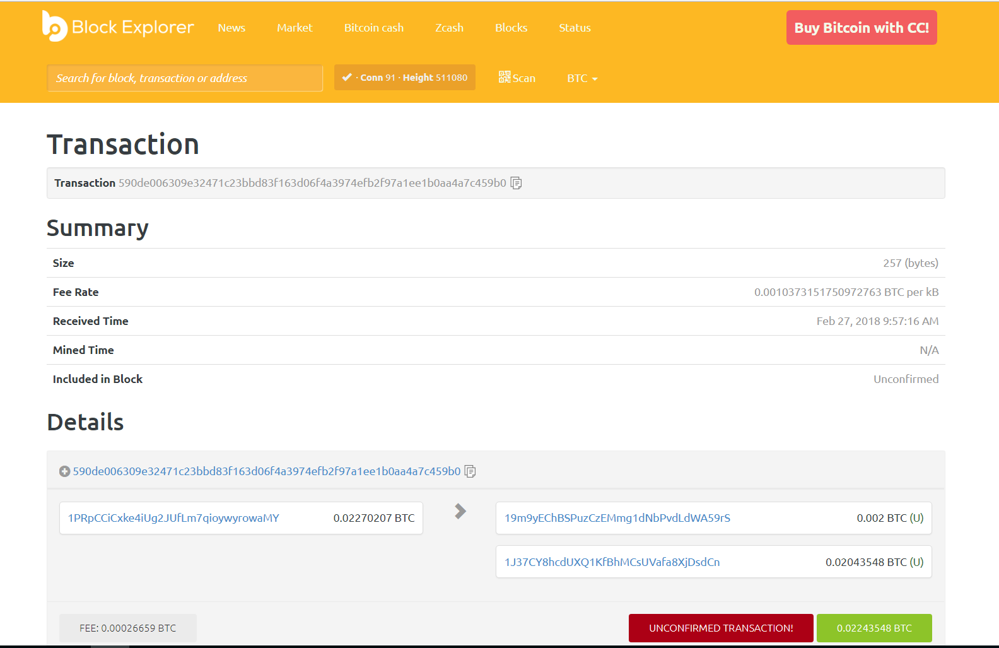 Block Explorer News Market Bitcoin cash Zcash Blocks Status Buy Bitcoin with CC!
Search for block, transaction or address · Conn 91 · Height 511080 Scan BTC
Transaction
Transaction 590de006309e32471c23bbd83f163d06f4a3974efb2f97a1ee1b0aa4a7c459b0
Summary
Size 257 (bytes)
Fee Rate 0.0010373151750972763 BTC per kB
Received Time Feb 27, 2018 9:57:16 AM
Mined Time N/A
Included in Block Unconfirmed
Details
590de006309e32471c23bbd83f163d06f4a3974efb2f97a1ee1b0aa4a7c459b0
1PRpCCiCxke4iUg2JUfLm7qioywyrowaMY 0.02270207 BTC 19m9yEChBSPuzCzEMmg1dNbPvdLdWA59rS 0.002 BTC (U)
1J37CY8hcdUXQ1KfBhMCsUVafa8XjDsdCn 0.02043548 BTC (U)
FEE: 0.00026659 BTC UNCONFIRMED TRANSACTION! 0.02243548 BTC